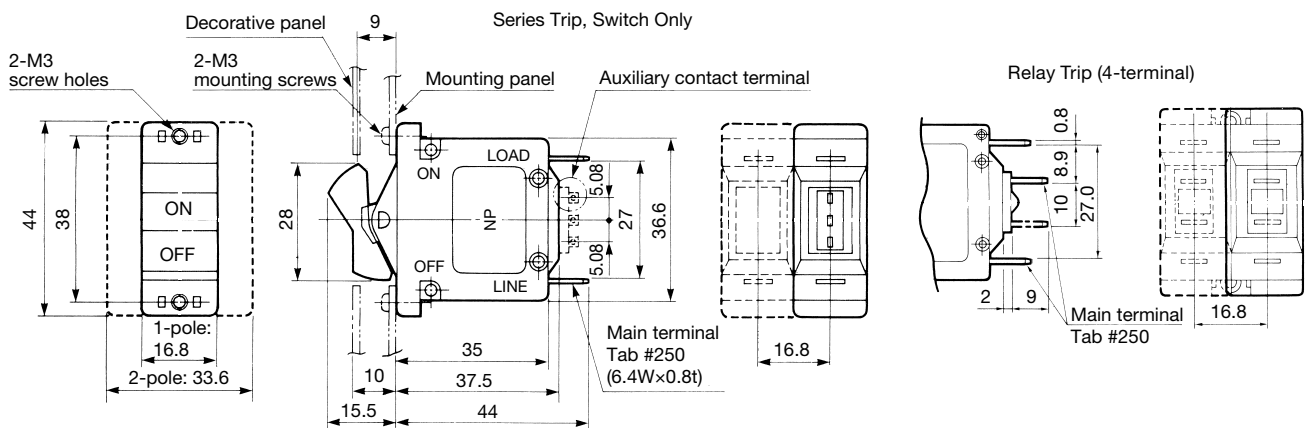 Series Trip, Switch Only
Decorative panel
9
2-M3
screw holes
2-M3
mounting screws
Mounting panel
Auxiliary contact terminal
Relay Trip (4-terminal)
44
38
ON
OFF
1-pole:
16.8
2-pole: 33.6
28
ON
LOAD
NP
OFF
LINE
5.08
5.08
27
36.6
35
37.5
10
15.5
44
Main terminal
Tab #250
(6.4W×0.8t)
16.8
0.8
8.9
10
27.0
2
9
Main terminal
Tab #250
16.8